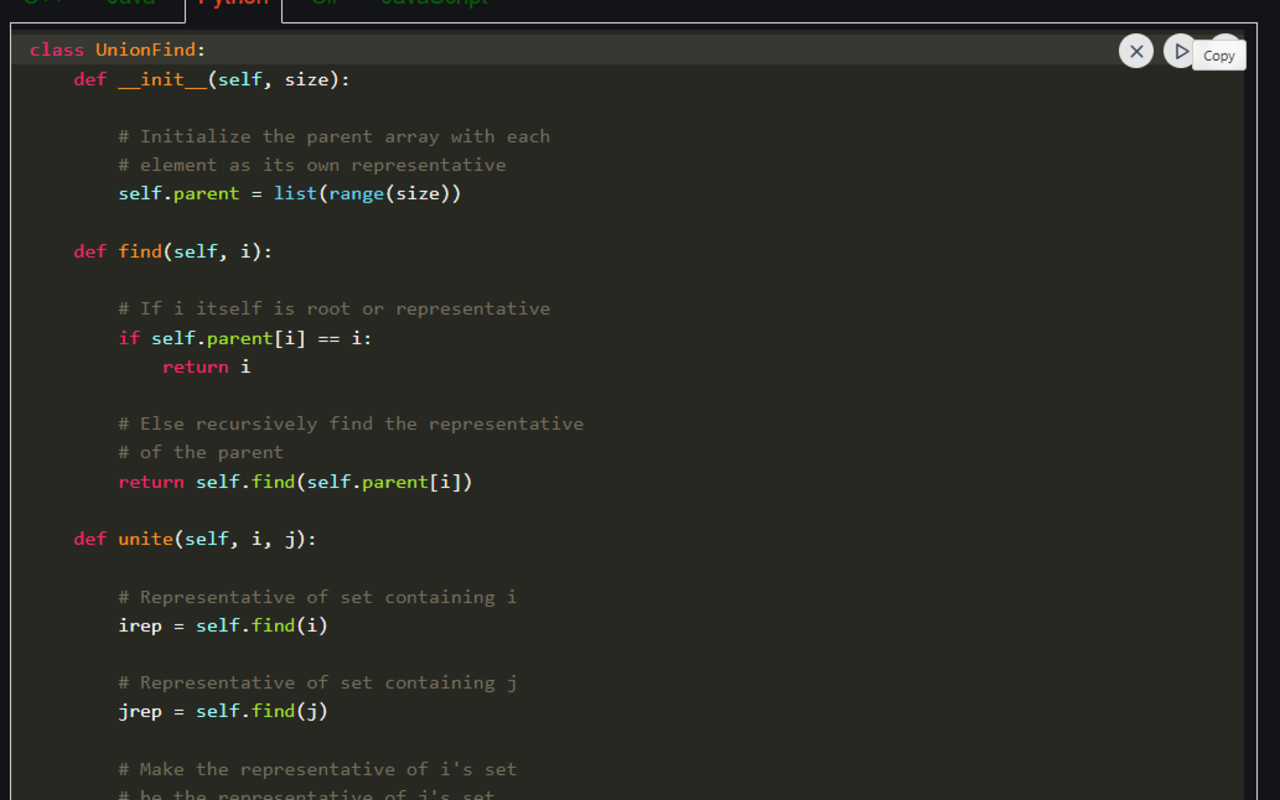 C++ Java Python C# JavaScript
class UnionFind:
Copy
def __init__(self, size):
# Initialize the parent array with each
# element as its own representative
self.parent = list(range(size))
def find(self, i):
# If i itself is root or representative
if self.parent[i] == i:
return i
# Else recursively find the representative
# of the parent
return self.find(self.parent[i])
def unite(self, i, j):
# Representative of set containing i
irep = self.find(i)
# Representative of set containing j
jrep = self.find(j)
# Make the representative of i's set
# be the representative of j's set